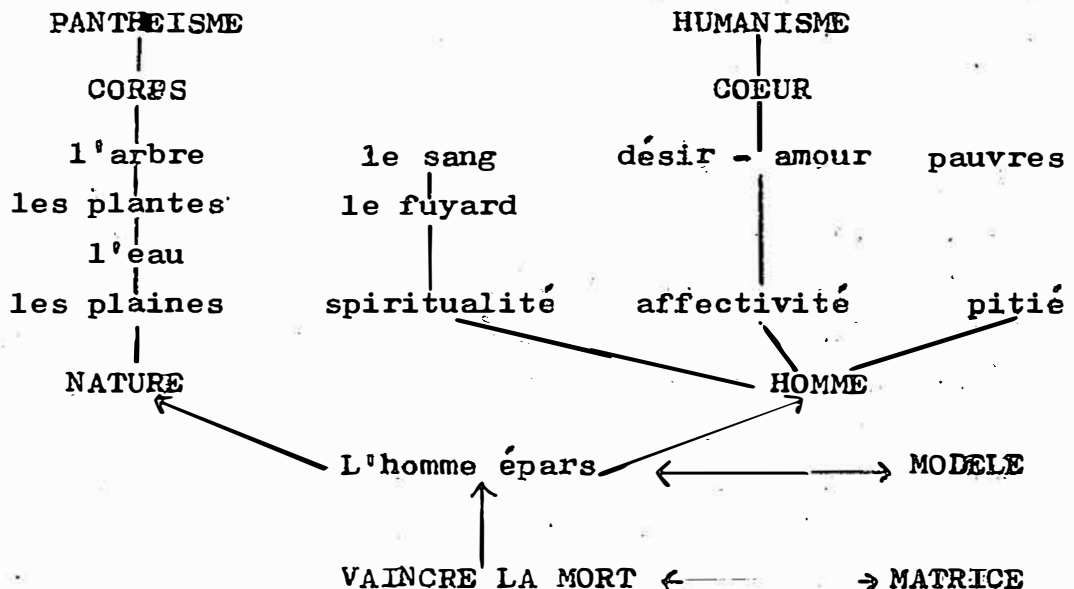 PANTHEISME HUMANISME
CORPS COEUR
l'arbre le sang désir - amour pauvres
les plantes le fuyard
l'eau
les plaines spiritualité affectivité pitié
NATURE HOMME
L'homme épars MODELE
VAINCRE LA MORT MATRICE